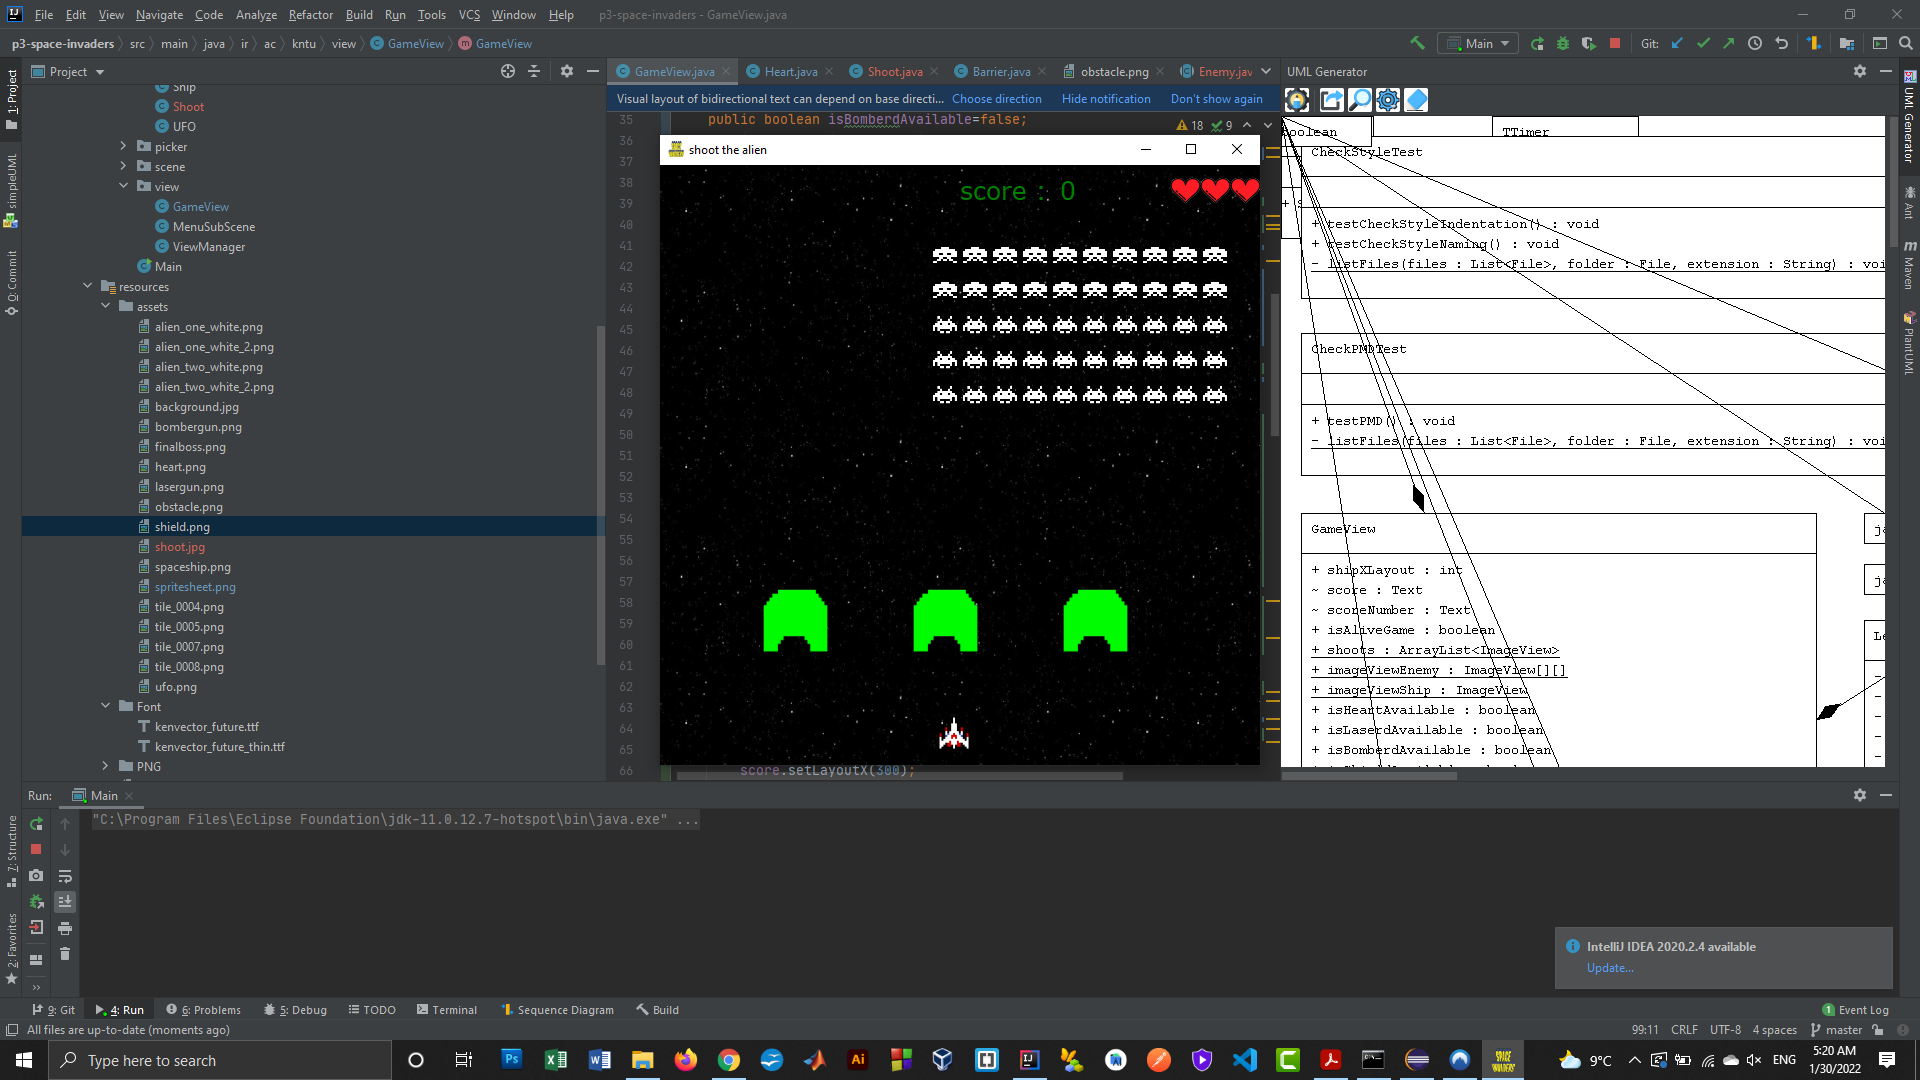 File Edit View Navigate Code Analyze Refactor Build Run Tools VCS Window Help p3-space-invaders - GameView.java
p3-space-invaders src main java ir ac kntu view GameView GameView Main Git:
Project GameView.java Heart.java Shoot.java Barrier.java obstacle.png Enemy.jav UML Generator
Visual layout of bidirectional text can depend on base directi... Choose direction Hide notification Don't show again
35 public boolean isBomberdAvailable=false; 18 9
36
37
38
39
40
41
42
43
44
45
46
47
48
49
50
51
52
53
54
55
56
57
58
59
60
61
62
63
64
65
66 score.setLayoutX(300);
1: Project
simpleUML
0: Commit
7: Structure
2: Favorites
Ship
Shoot
UFO
picker
scene
view
GameView
MenuSubScene
ViewManager
Main
resources
assets
alien_one_white.png
alien_one_white_2.png
alien_two_white.png
alien_two_white_2.png
background.jpg
bombergun.png
finalboss.png
heart.png
lasergun.png
obstacle.png
shield.png
shoot.jpg
spaceship.png
spritesheet.png
tile_0004.png
tile_0005.png
tile_0007.png
tile_0008.png
ufo.png
Font
kenvector_future.ttf
kenvector_future_thin.ttf
PNG
shoot the alien
score : 0
boolean TTimer
CheckStyleTest
+ testCheckStyleIndentation() : void
+ testCheckStyleNaming() : void
- listFiles(files : List<File>, folder : File, extension : String) : voi
CheckPMDTest
+ testPMD() : void
- listFiles(files : List<File>, folder : File, extension : String) : voi
GameView
+ shipXLayout : int
~ score : Text
~ scoreNumber : Text
+ isAliveGame : boolean
+ shoots : ArrayList<ImageView>
+ imageViewEnemy : ImageView[][]
+ imageViewShip : ImageView
+ isHeartAvailable : boolean
+ isLaserdAvailable : boolean
+ isBomberdAvailable : boolean
UML Generator
Ant
Maven
PlantUML
Run: Main
"C:\Program Files\Eclipse Foundation\jdk-11.0.12.7-hotspot\bin\java.exe" ...
IntelliJ IDEA 2020.2.4 available
Update...
9: Git 4: Run 6: Problems 5: Debug TODO Terminal Sequence Diagram Build 1 Event Log
All files are up-to-date (moments ago) 99:11 CRLF UTF-8 4 spaces master
Type here to search 9°C ENG 5:20 AM
1/30/2022